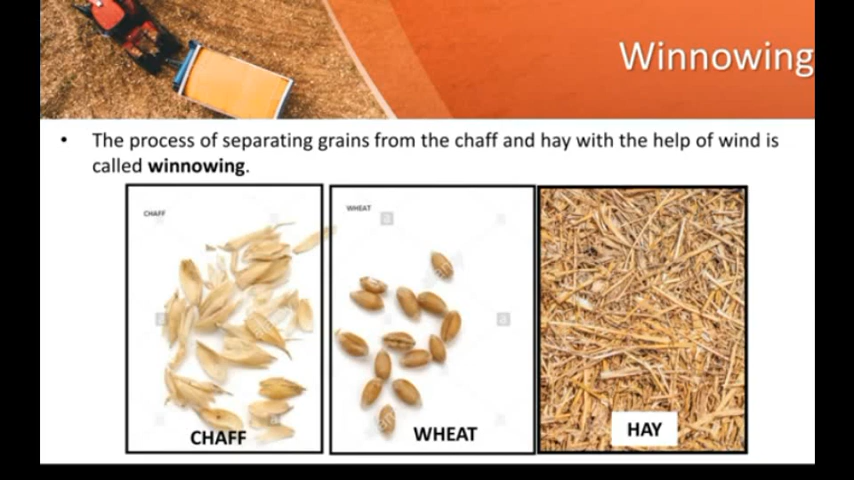 Winnowing
• The process of separating grains from the chaff and hay with the help of wind is
called winnowing.
CHAFF
WHEAT
a
a
a
a
CHAFF
WHEAT
HAY